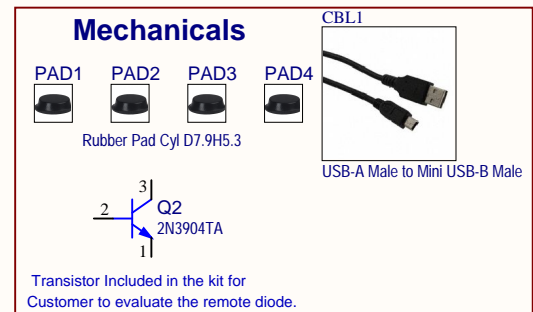 Mechanicals
CBL1
PAD1 PAD2 PAD3 PAD4
Rubber Pad Cyl D7.9H5.3
USB-A Male to Mini USB-B Male
3
2
Q2
2N3904TA
1
Transistor Included in the kit for
Customer to evaluate the remote diode.